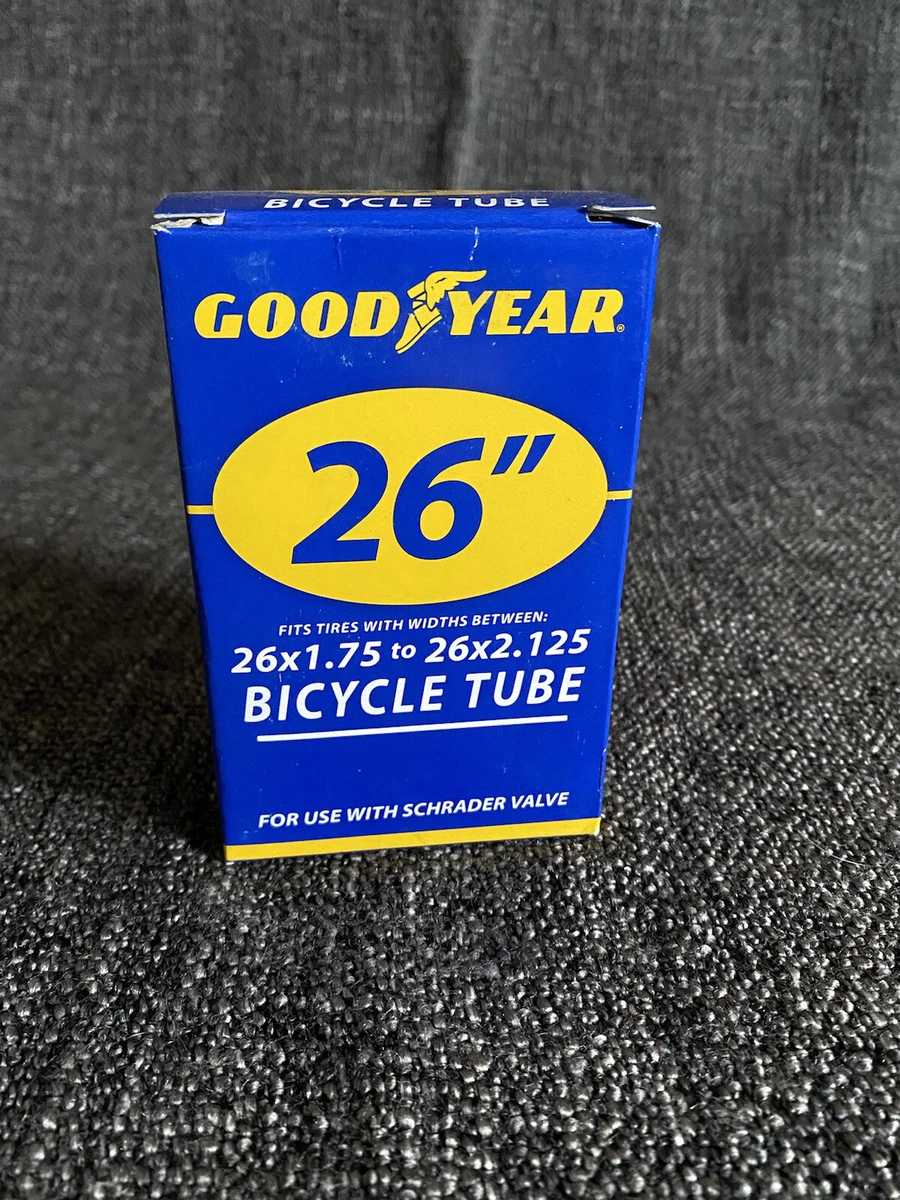 BICYCLE TUBE
GOODYEAR®
26"
FITS TIRES WITH WIDTHS BETWEEN:
26x1.75 to 26x2.125
BICYCLE TUBE
FOR USE WITH SCHRADER VALVE